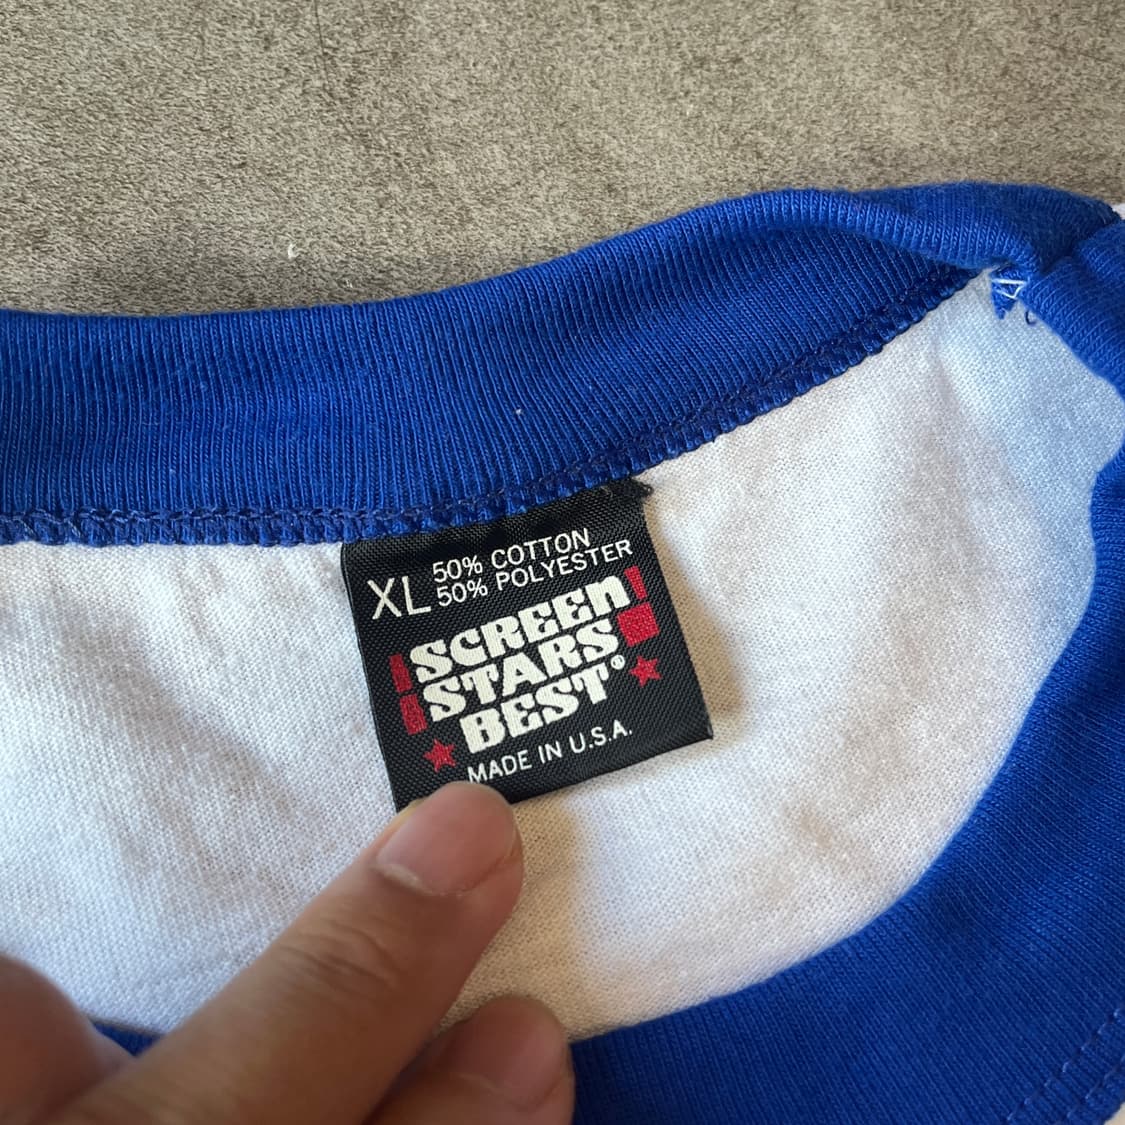 XL 50% COTTON
50% POLYESTER
SCREEN
STARS
BEST®
MADE IN U.S.A.